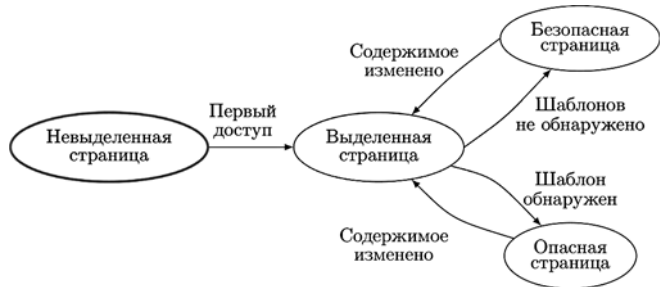 Безопасная
страница
Содержимое
изменено
Первый
доступ
Шаблонов
не обнаружено
Невыделенная
страница
Выделенная
страница
Шаблон
обнаружен
Содержимое
изменено
Опасная
страница